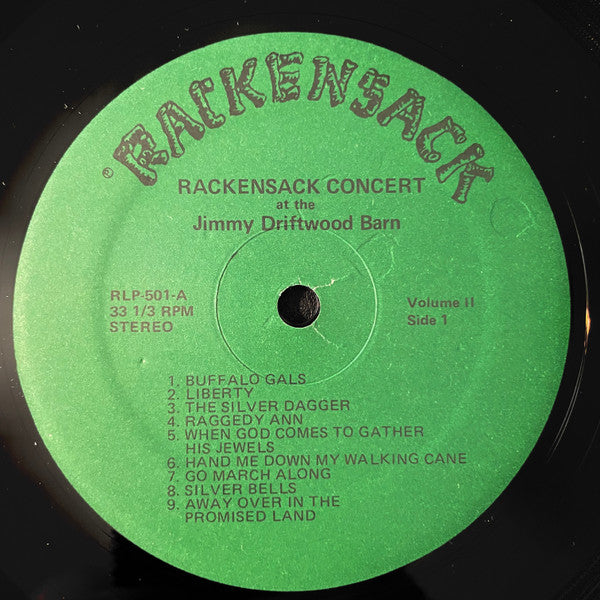 RACKENSACK
®
RACKENSACK CONCERT
at the
Jimmy Driftwood Barn
RLP-501-A
33 1/3 RPM
STEREO
Volume II
Side 1
1. BUFFALO GALS
2. LIBERTY
3. THE SILVER DAGGER
4. RAGGEDY ANN
5. WHEN GOD COMES TO GATHER
HIS JEWELS
6. HAND ME DOWN MY WALKING CANE
7. GO MARCH ALONG
8. SILVER BELLS
9. AWAY OVER IN THE
PROMISED LAND